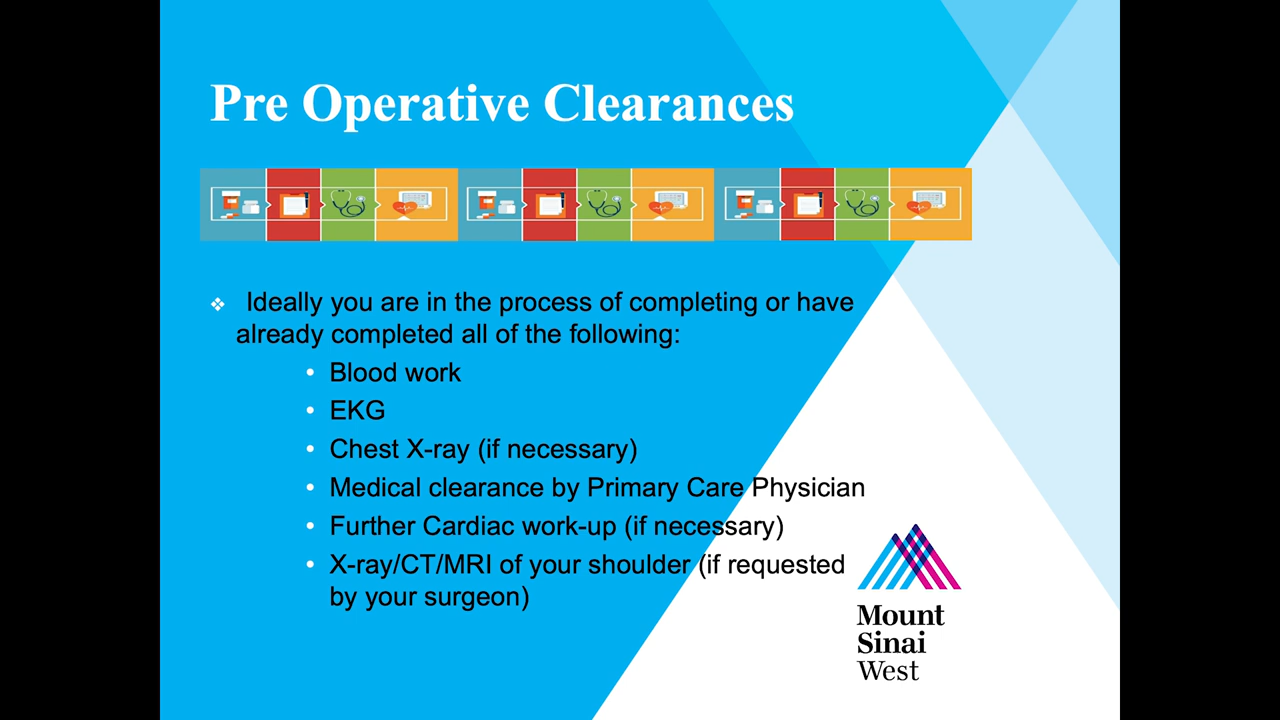 Pre Operative Clearances
❖ Ideally you are in the process of completing or have
already completed all of the following:
• Blood work
• EKG
• Chest X-ray (if necessary)
• Medical clearance by Primary Care Physician
• Further Cardiac work-up (if necessary)
• X-ray/CT/MRI of your shoulder (if requested
by your surgeon)
Mount
Sinai
West